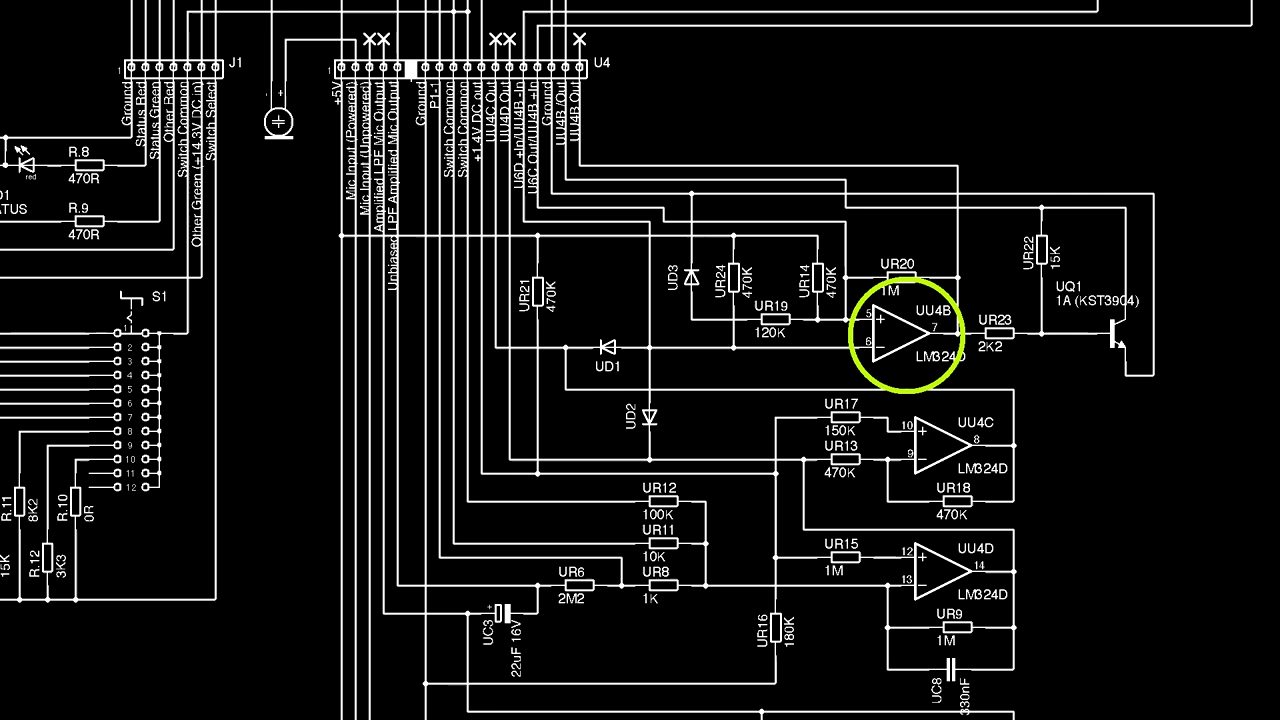 1
J1
1
U4
Ground
Status Red
Status Green
Other Red
Switch Common
Other Green (+14.3V DC in)
Switch Select
- +
+5V
Mic Input (Powered)
Mic Input (Unpowered)
Amplified LPF Mic Output
Unbiased LPF Amplified Mic Output
Ground
P1-1
Switch Common
Switch Common
+1.4V DC out
UU4C Out
UU4D Out
U6D +In/UU4B -In
U6C Out/UU4B +In
Ground
UU4B /Out
UU4B Out
R.8
470R
red
D1
ATUS
R.9
470R
S1
1
2
3
4
5
6
7
8
9
10
11
12
R.11
8K2
R.10
0R
R.12
3K3
15K
UR21
470K
UD3
UR24
470K
UR14
470K
UR20
1M
UR19
120K
UD1
UD2
5
+
6
−
7
UU4B
LM324D
UR22
15K
UR23
2K2
UQ1
1A (KST3904)
UR17
150K
UR13
470K
10
+
9
−
8
UU4C
LM324D
UR18
470K
UR12
100K
UR11
10K
UR6
2M2
UR8
1K
UR15
1M
12
+
13
−
14
UU4D
LM324D
UR9
1M
UC8
330nF
UR16
180K
+
UC3
22uF 16V